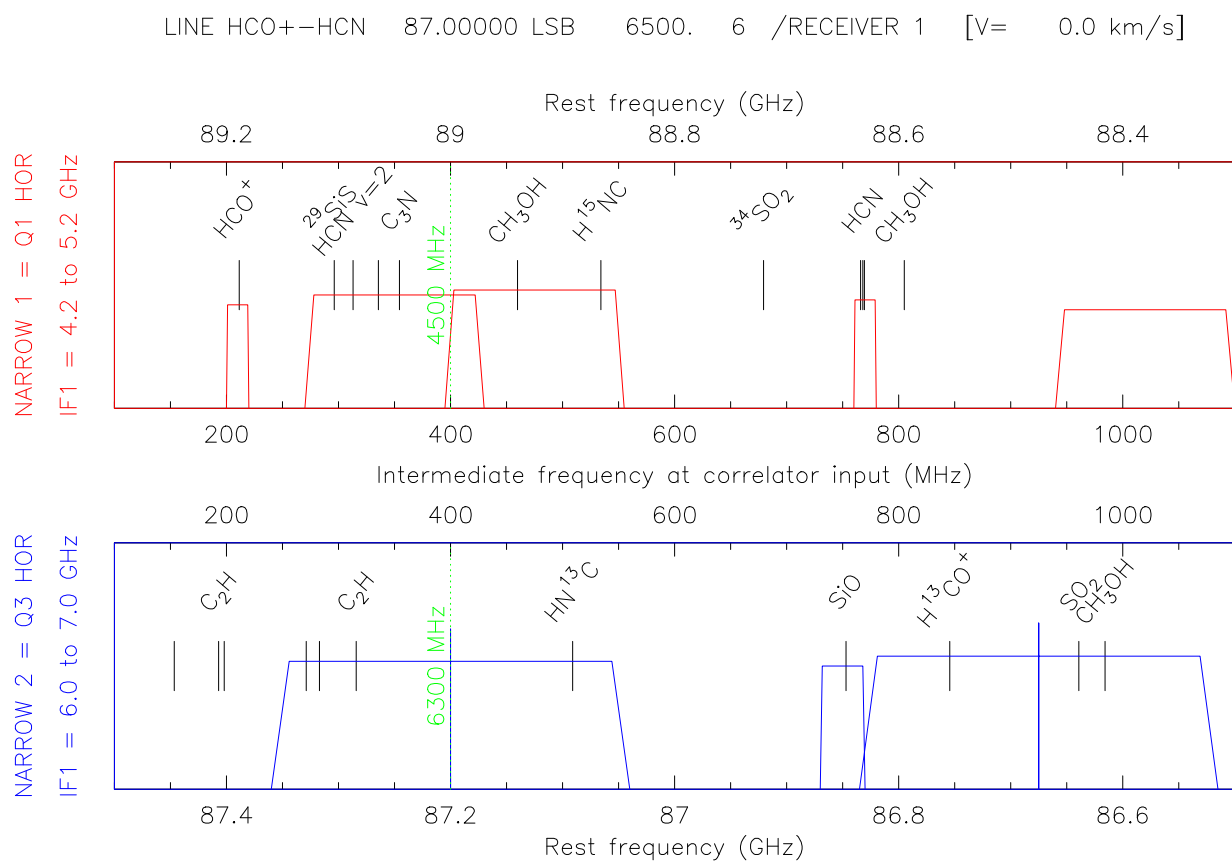 LINE HCO+−HCN 87.00000 LSB 6500. 6 /RECEIVER 1 [V= 0.0 km/s]
Rest frequency (GHz)
89.2 89 88.8 88.6 88.4
NARROW 1 = Q1 HOR
IF1 = 4.2 to 5.2 GHz
HCO⁺ ²⁹SiS HCN v=2 C₃N CH₃OH H¹⁵NC ³⁴SO₂ HCN CH₃OH
4500 MHz
200 400 600 800 1000
Intermediate frequency at correlator input (MHz)
200 400 600 800 1000
NARROW 2 = Q3 HOR
IF1 = 6.0 to 7.0 GHz
C₂H C₂H HN¹³C SiO H¹³CO⁺ SO₂ CH₃OH
6300 MHz
87.4 87.2 87 86.8 86.6
Rest frequency (GHz)